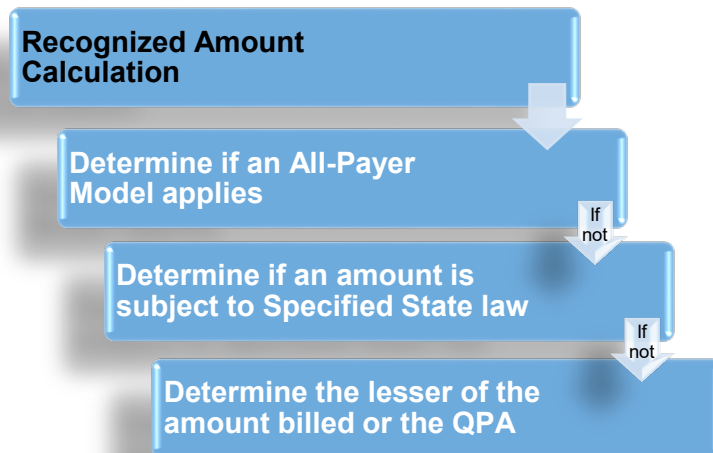 Recognized Amount
Calculation
Determine if an All-Payer
Model applies
If
not
Determine if an amount is
subject to Specified State law
If
not
Determine the lesser of the
amount billed or the QPA